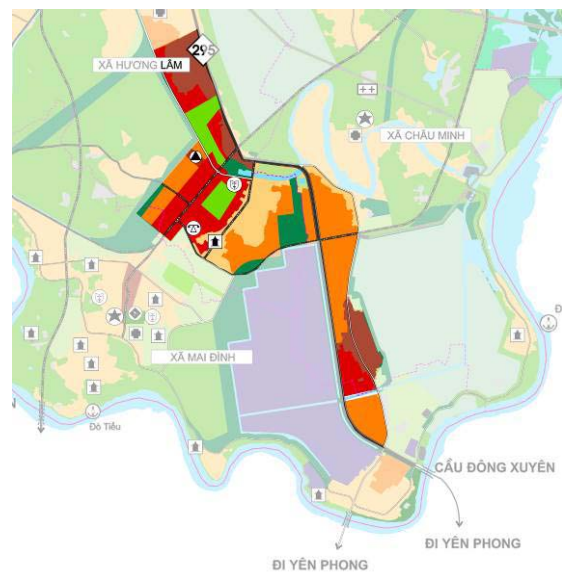 295
XÃ HƯƠNG LÂM
XÃ CHÂU MINH
XÃ MAI ĐÌNH
Đò Tiếu
CẦU ĐÔNG XUYÊN
ĐI YÊN PHONG
ĐI YÊN PHONG